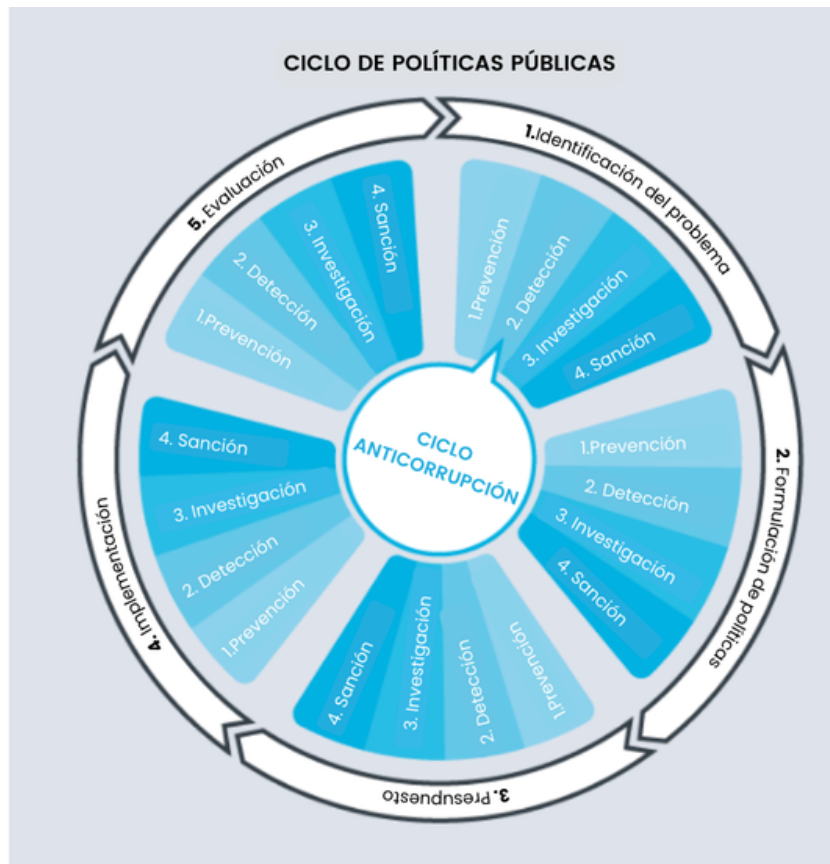 CICLO DE POLÍTICAS PÚBLICAS
1.Identificación del problema
1.Prevención
2. Detección
3. Investigación
4. Sanción
2. Formulación de políticas
1.Prevención
2. Detección
3. Investigación
4. Sanción
3. Presupuesto
1.Prevención
2. Detección
3. Investigación
4. Sanción
4. Implementación
1.Prevención
2. Detección
3. Investigación
4. Sanción
5. Evaluación
1.Prevención
2. Detección
3. Investigación
4. Sanción
CICLO
ANTICORRUPCIÓN